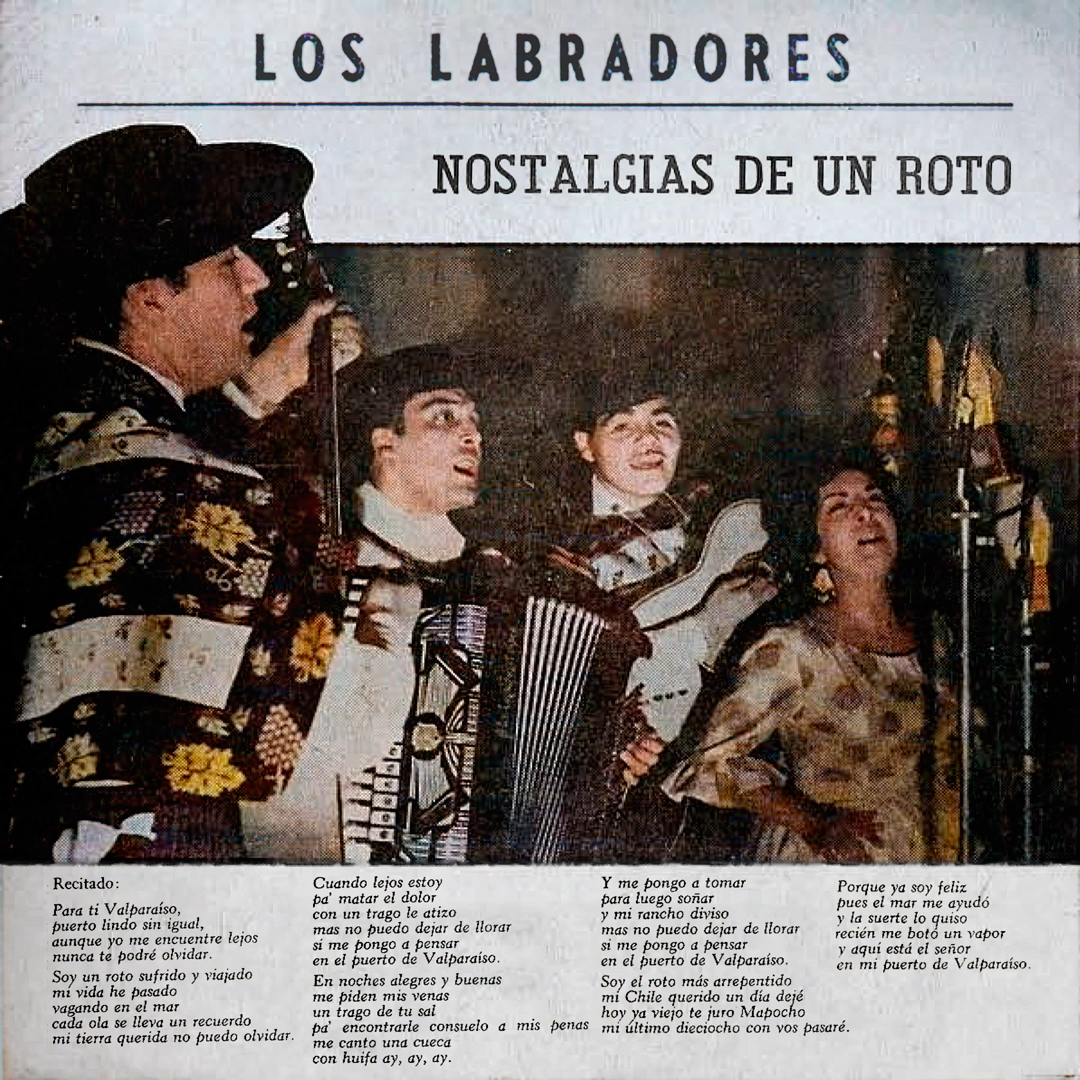 LOS LABRADORES
NOSTALGIAS DE UN ROTO
Recitado:
Para ti Valparaíso,
puerto lindo sin igual,
aunque yo me encuentre lejos
nunca te podré olvidar.
Soy un roto sufrido y viajado
mi vida he pasado
vagando en el mar
cada ola se lleva un recuerdo
mi tierra querida no puedo olvidar.
Cuando lejos estoy
pa' matar el dolor
con un trago le atizo
mas no puedo dejar de llorar
si me pongo a pensar
en el puerto de Valparaíso.
En noches alegres y buenas
me piden mis venas
un trago de tu sal
pa' encontrarle consuelo a mis penas
me canto una cueca
con huifa ay, ay, ay.
Y me pongo a tomar
para luego soñar
y mi rancho diviso
mas no puedo dejar de llorar
si me pongo a pensar
en el puerto de Valparaíso.
Soy el roto más arrepentido
mi Chile querido un día dejé
hoy ya viejo te juro Mapocho
mi último dieciocho con vos pasaré.
Porque ya soy feliz
pues el mar me ayudó
y la suerte lo quiso
recién me botó un vapor
y aquí está el señor
en mi puerto de Valparaíso.